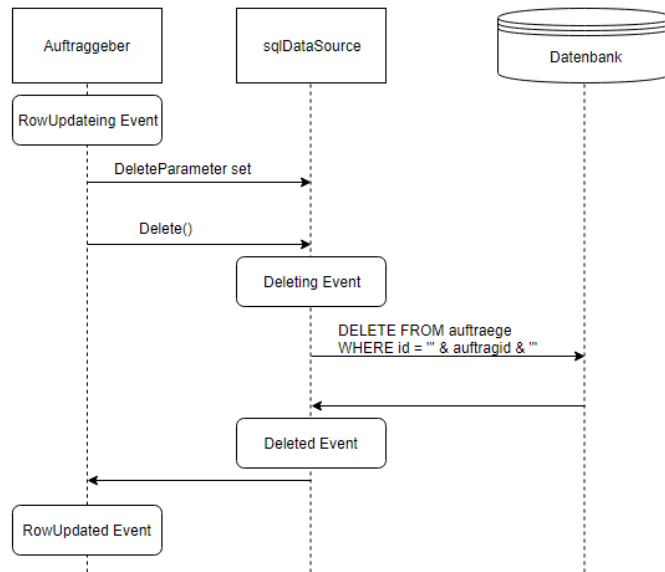 Auftraggeber
sqlDataSource
Datenbank
RowUpdateing Event
DeleteParameter set
Delete()
Deleting Event
DELETE FROM auftraege
WHERE id = '" & auftragid & "'
Deleted Event
RowUpdated Event